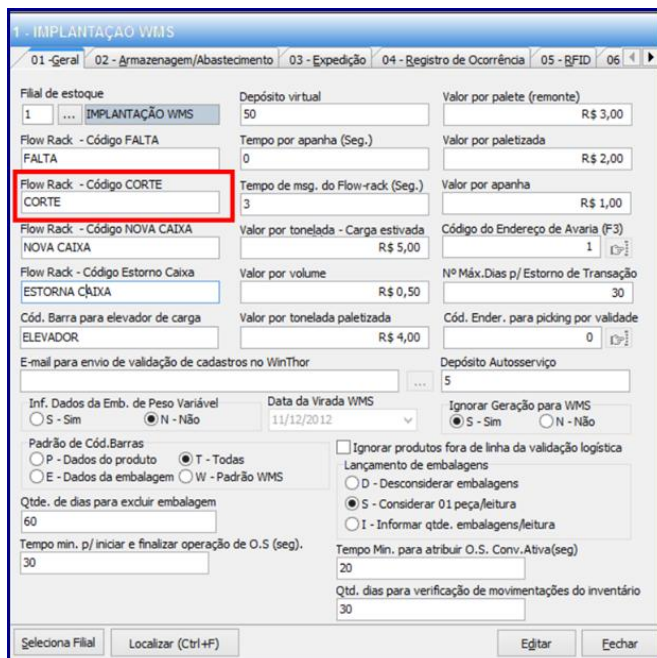 1 - IMPLANTAÇÃO WMS
01 -Geral 02 - Armazenagem/Abastecimento 03 - Expedição 04 - Registro de Ocorrência 05 - RFID 06
Filial de estoque Depósito virtual Valor por palete (remonte)
1 ... IMPLANTAÇÃO WMS 50 R$ 3,00
Flow Rack - Código FALTA Tempo por apanha (Seg.) Valor por paletizada
FALTA 0 R$ 2,00
Flow Rack - Código CORTE Tempo de msg. do Flow-rack (Seg.) Valor por apanha
CORTE 3 R$ 1,00
Flow Rack - Código NOVA CAIXA Valor por tonelada - Carga estivada Código do Endereço de Avaria (F3)
NOVA CAIXA R$ 5,00 1
Flow Rack - Código Estorno Caixa Valor por volume Nº Máx.Dias p/ Estorno de Transação
ESTORNA CAIXA R$ 0,50 30
Cód. Barra para elevador de carga Valor por tonelada paletizada Cód. Ender. para picking por validade
ELEVADOR R$ 4,00 0
E-mail para envio de validação de cadastros no WinThor Depósito Autosserviço
... 5
Inf. Dados da Emb. de Peso Variável Data da Virada WMS Ignorar Geração para WMS
S - Sim N - Não 11/12/2012 S - Sim N - Não
Padrão de Cód.Barras Ignorar produtos fora de linha da validação logística
P - Dados do produto T - Todas Lançamento de embalagens
E - Dados da embalagem W - Padrão WMS D - Desconsiderar embalagens
Qtde. de dias para excluir embalagem S - Considerar 01 peça/leitura
60 I - Informar qtde. embalagens/leitura
Tempo min. p/ iniciar e finalizar operação de O.S (seg). Tempo Min. para atribuir O.S. Conv.Ativa(seg)
30 20
Qtd. dias para verificação de movimentações do inventário
30
Seleciona Filial Localizar (Ctrl+F) Editar Fechar